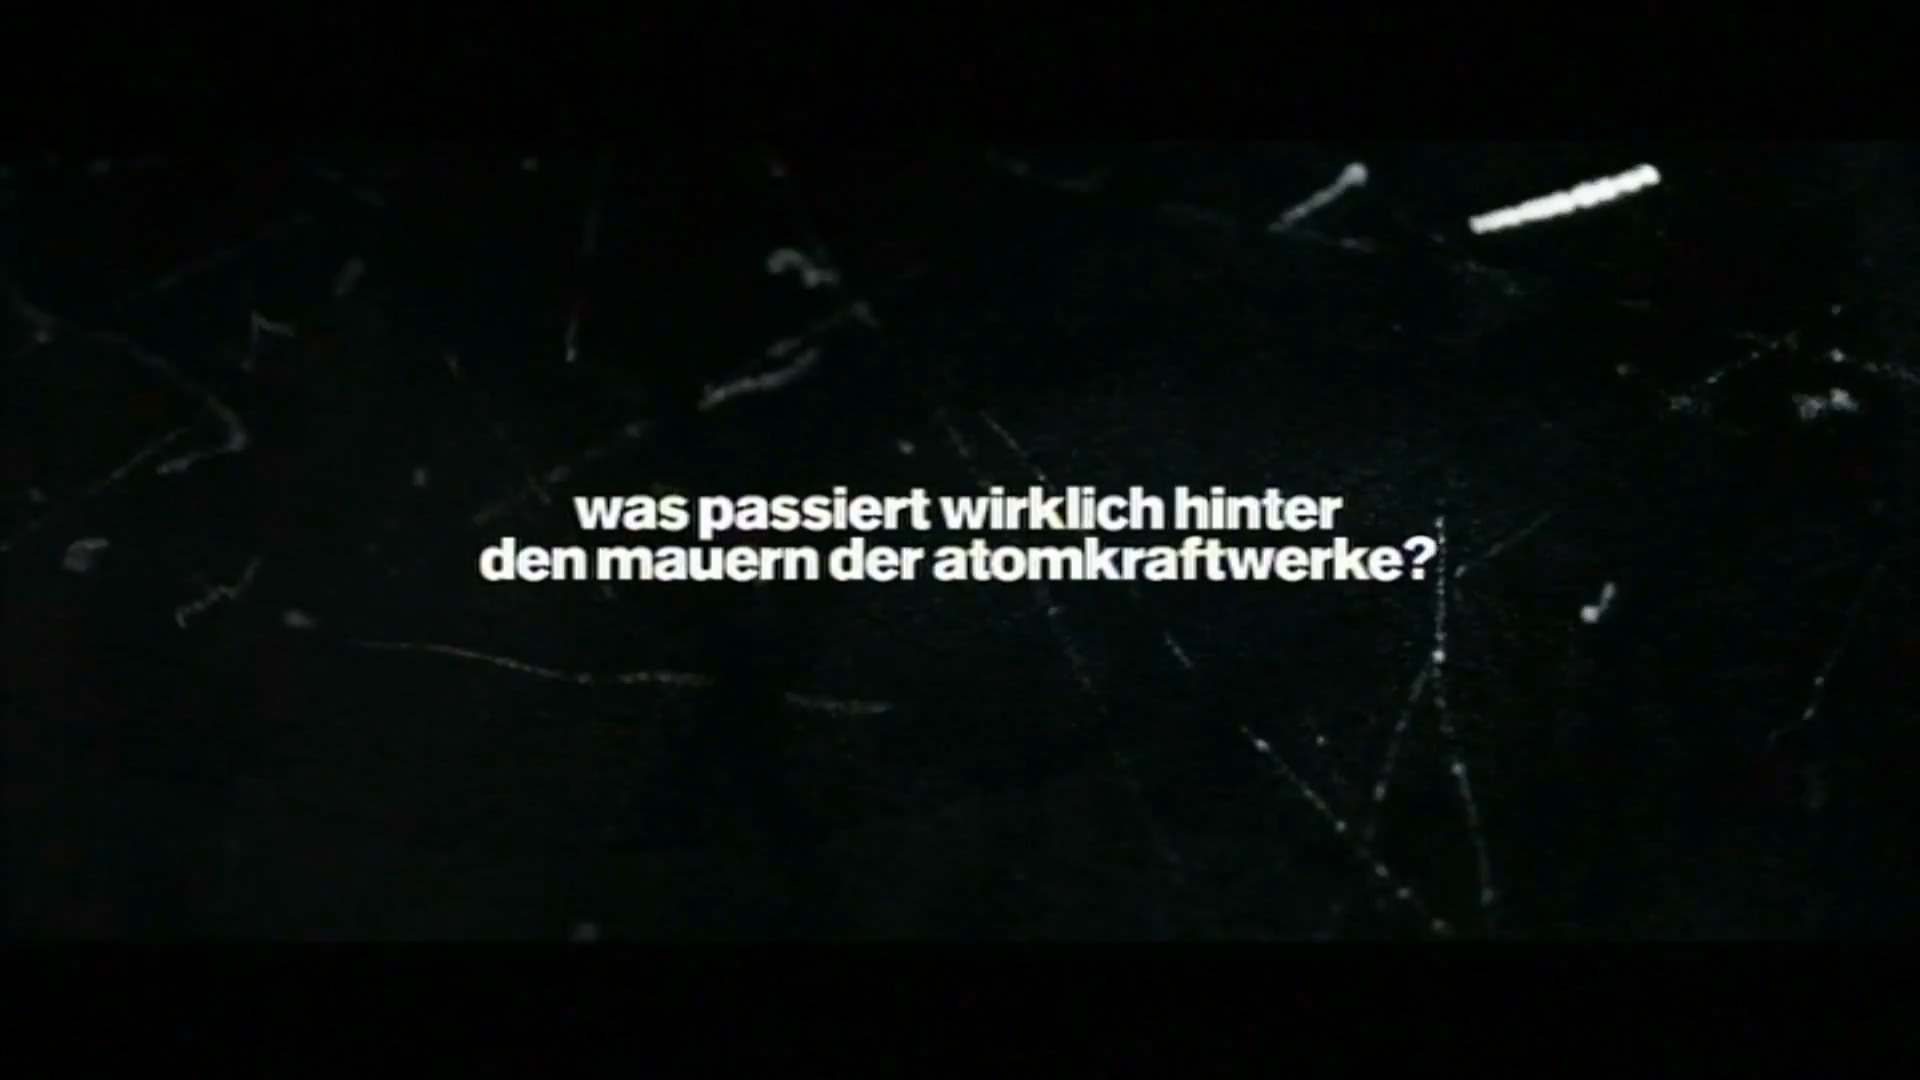 was passiert wirklich hinter
den mauern der atomkraftwerke?